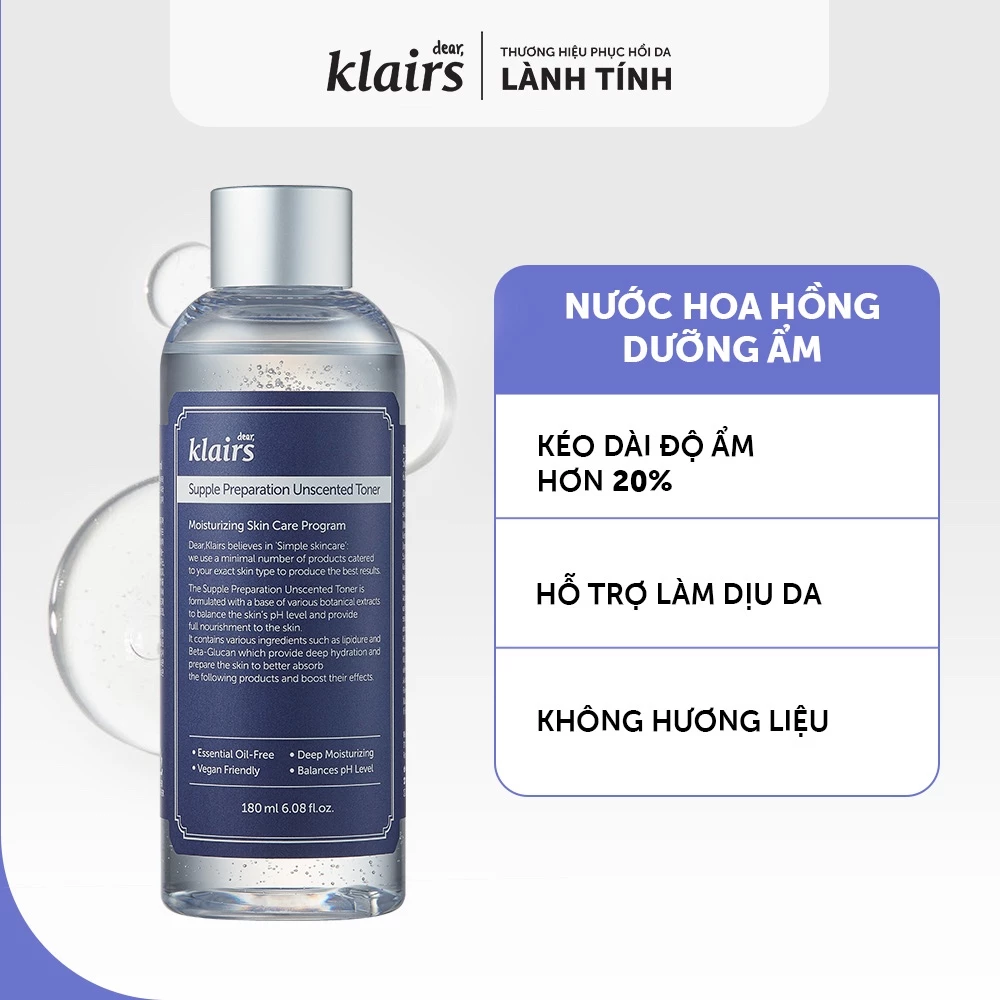 dear,
klairs
THƯƠNG HIỆU PHỤC HỒI DA
LÀNH TÍNH
dear,
klairs
Supple Preparation Unscented Toner
Moisturizing Skin Care Program
Dear,Klairs believes in 'Simple skincare':
we use a minimal number of products catered
to your exact skin type to produce the best results.
The Supple Preparation Unscented Toner is
formulated with a base of various botanical extracts
to balance the skin's pH level and provide
full nourishment to the skin.
It contains various ingredients such as lipidure and
Beta-Glucan which provide deep hydration and
prepare the skin to better absorb
the following products and boost their effects.
• Essential Oil-Free • Deep Moisturizing
• Vegan Friendly • Balances pH Level
180 ml 6.08 fl.oz.
NƯỚC HOA HỒNG
DƯỠNG ẨM
KÉO DÀI ĐỘ ẨM
HƠN 20%
HỖ TRỢ LÀM DỊU DA
KHÔNG HƯƠNG LIỆU